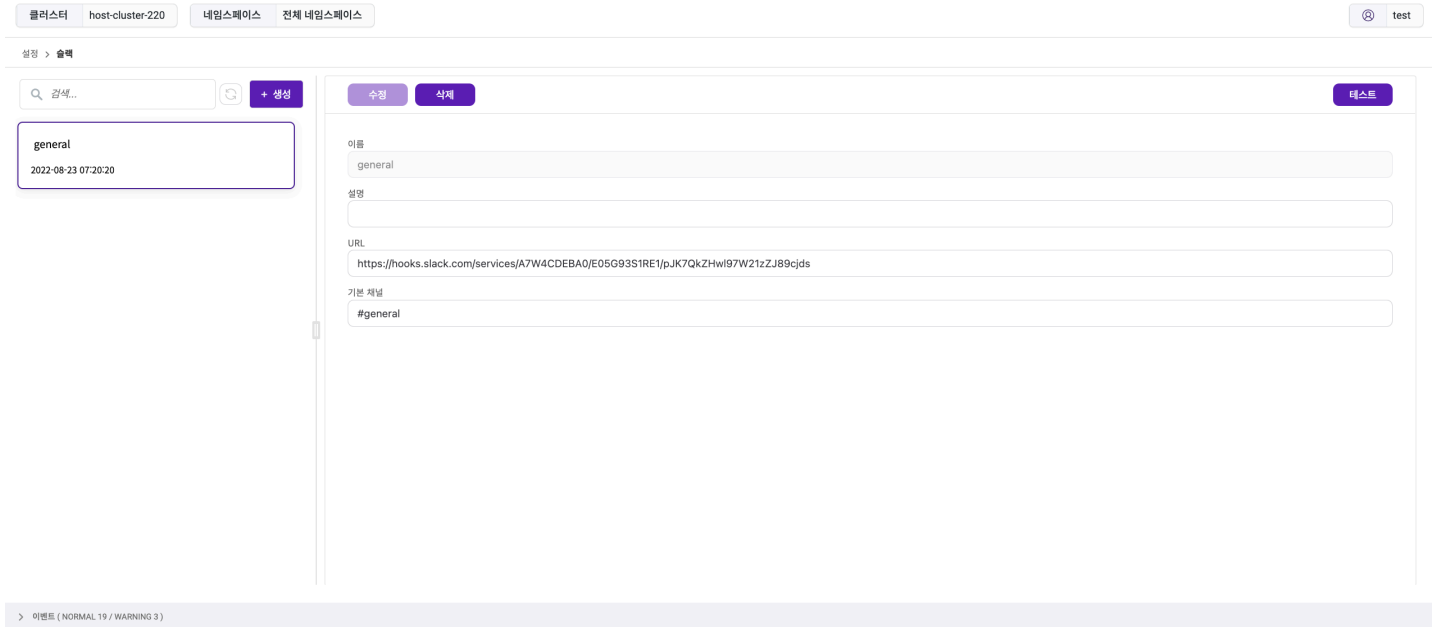 클러스터 host-cluster-220 네임스페이스 전체 네임스페이스 test
설정 > 슬랙
검색... + 생성
수정 삭제 테스트
general
2022-08-23 07:20:20
이름
general
설명
URL
https://hooks.slack.com/services/A7W4CDEBA0/E05G93S1RE1/pJK7QkZHwl97W21zZJ89cjds
기본 채널
#general
> 이벤트 ( NORMAL 19 / WARNING 3 )